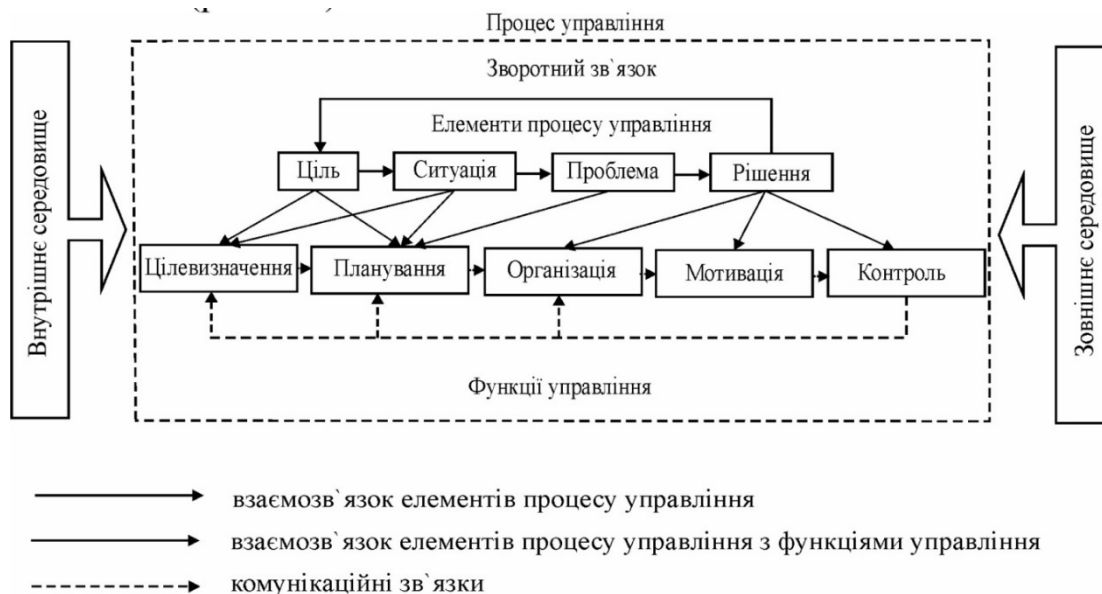 Процес управління
Зворотний зв`язок
Елементи процесу управління
Ціль
Ситуація
Проблема
Рішення
Цілевизначення
Планування
Організація
Мотивація
Контроль
Функції управління
Внутрішнє середовище
Зовнішнє середовище
взаємозв`язок елементів процесу управління
взаємозв`язок елементів процесу управління з функціями управління
комунікаційні зв`язки